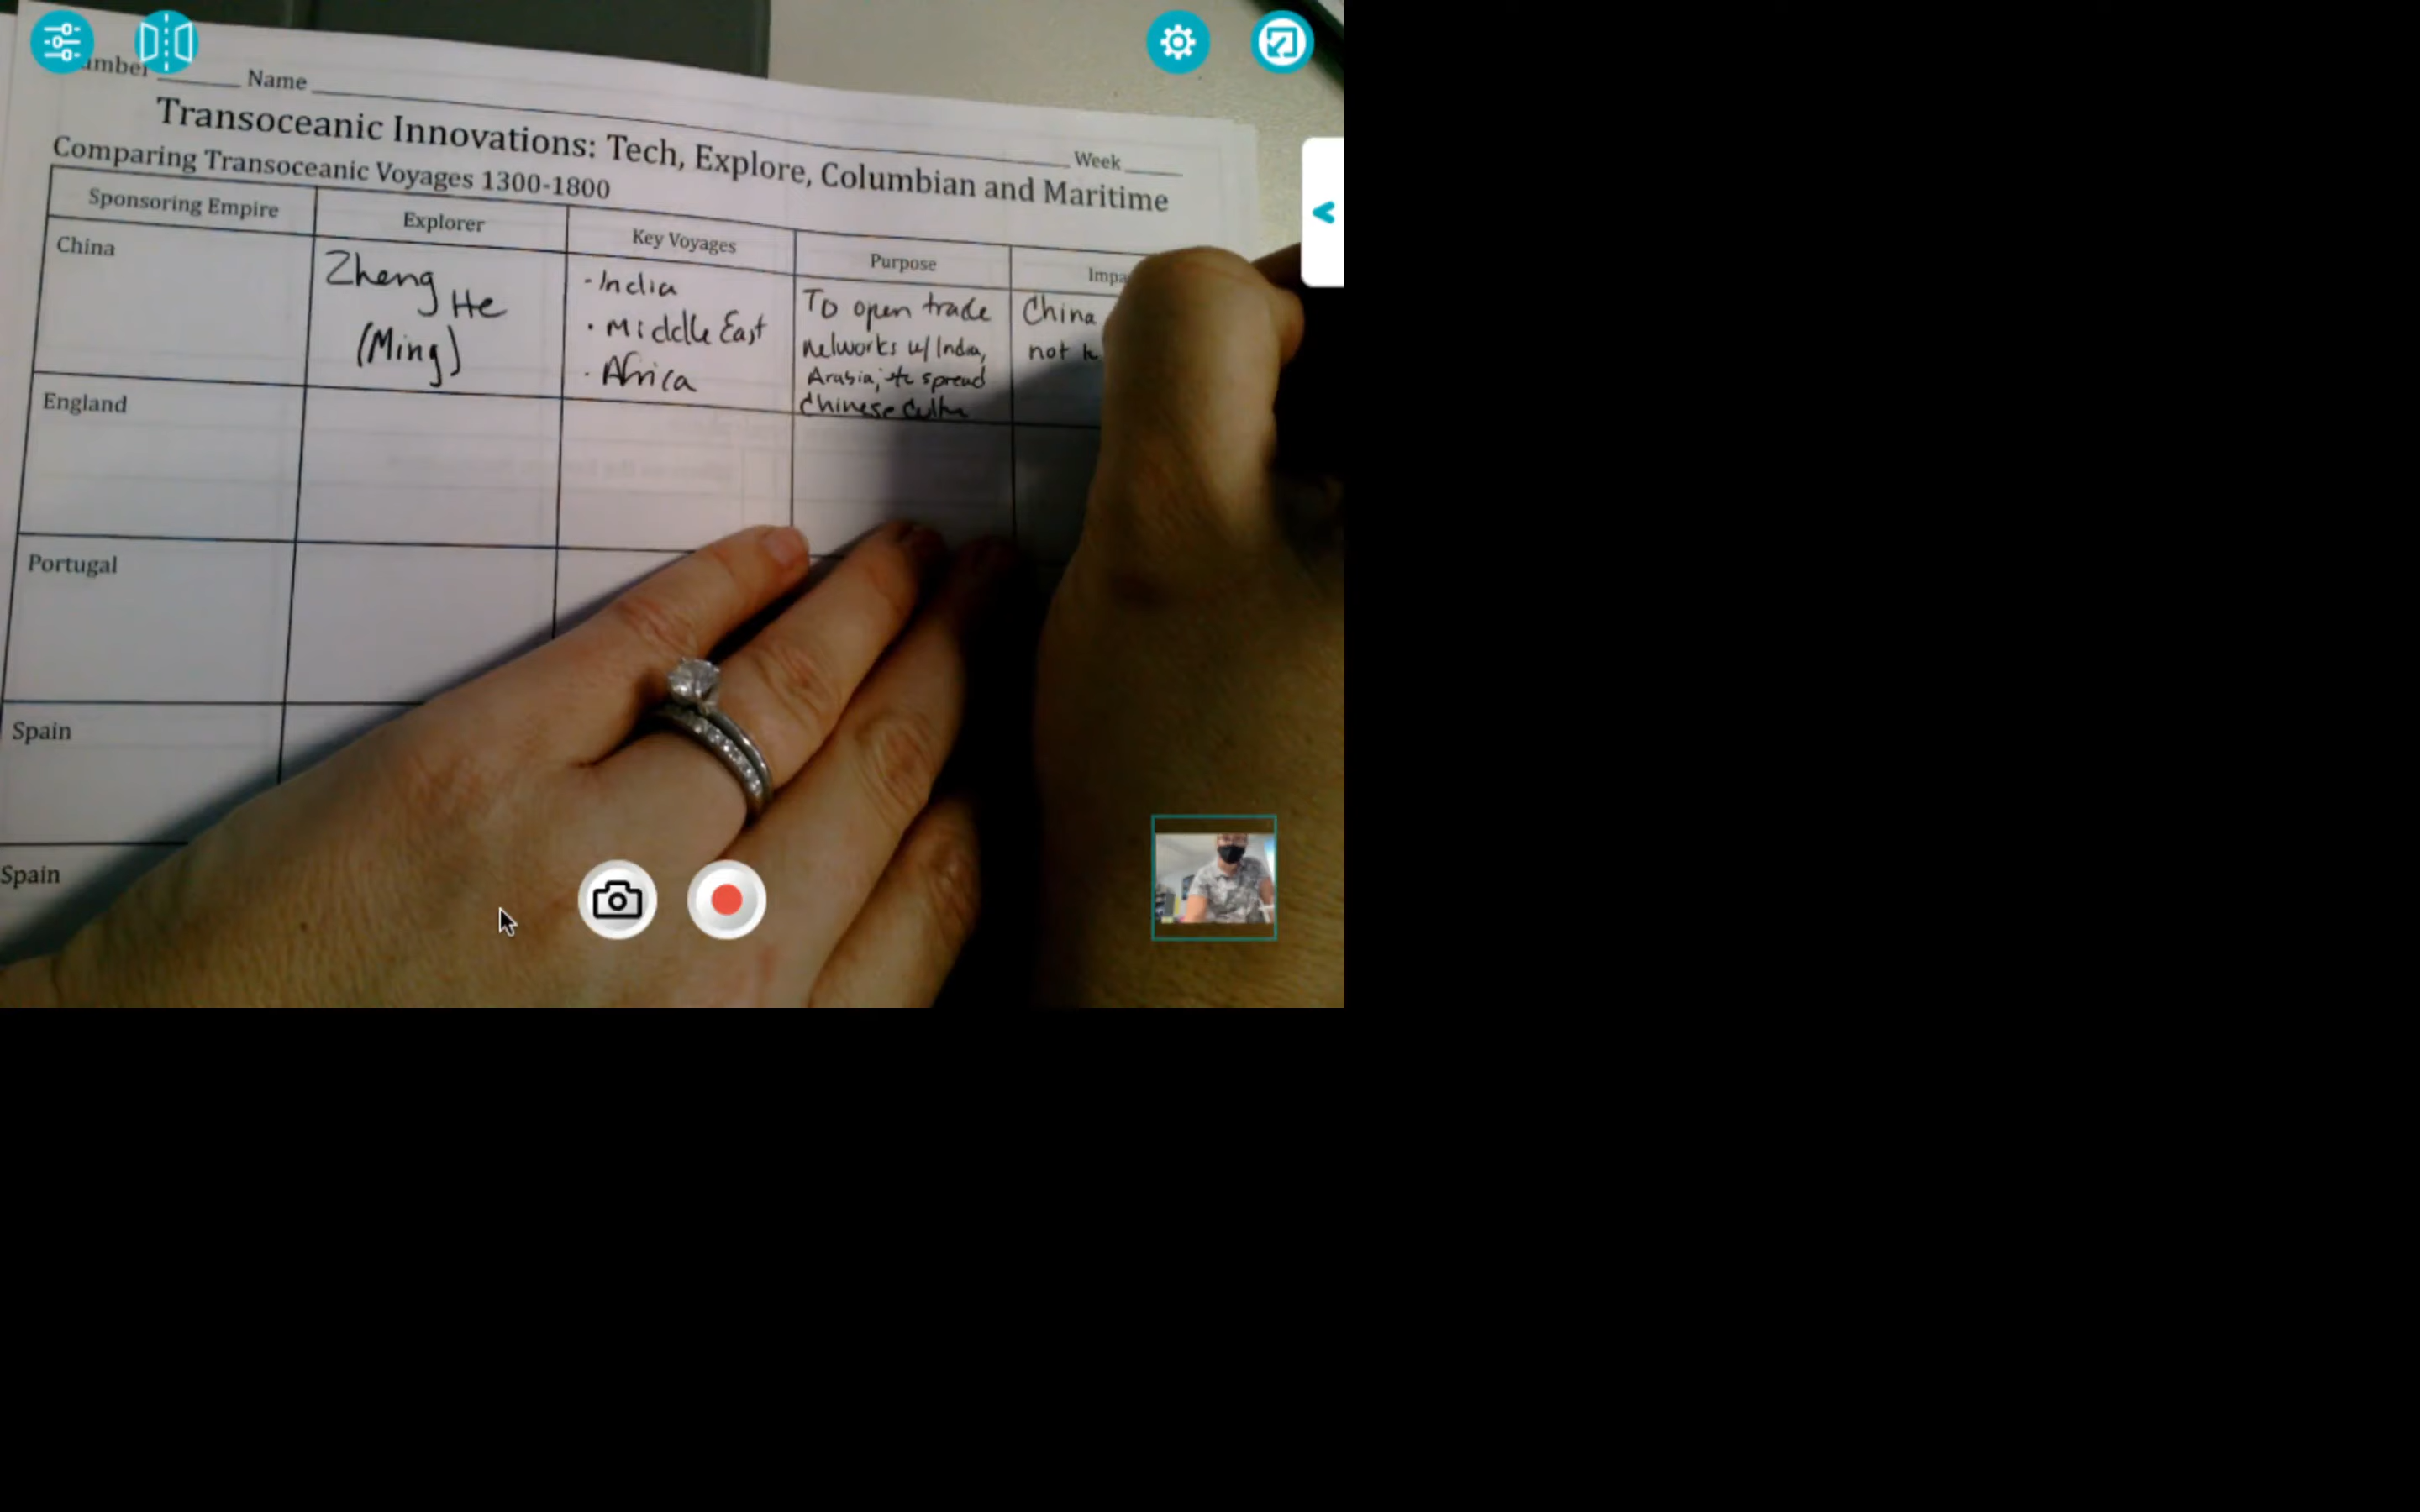 Name Week
Transoceanic Innovations: Tech, Explore, Columbian and Maritime
Comparing Transoceanic Voyages 1300-1800
Sponsoring Empire Explorer Key Voyages Purpose Impa
China
Zheng
He
(Ming)
- India
· Middle East
· Africa
To open trade
networks w/ India,
Arabia, spread
Chinese
China
not
England
Portugal
Spain
Spain